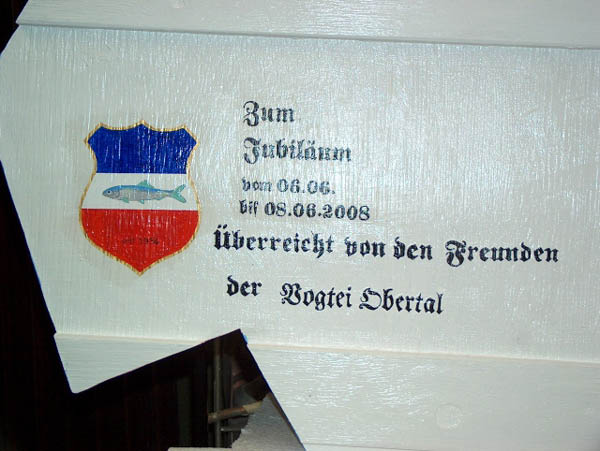 Zum
Jubiläum
vom 06.06.
bis 08.06.2008
Überreicht von den Freunden
der Vogtei Obertal